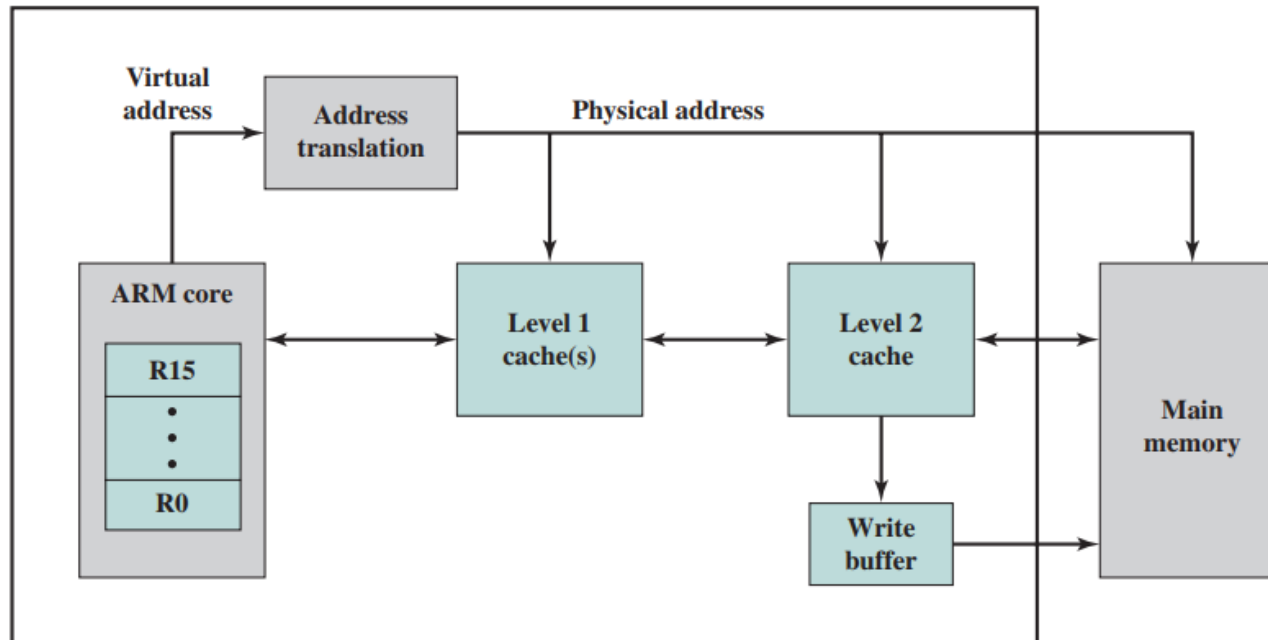 Virtual
address
Address
translation
Physical address
ARM core
R15
R0
Level 1
cache(s)
Level 2
cache
Write
buffer
Main
memory